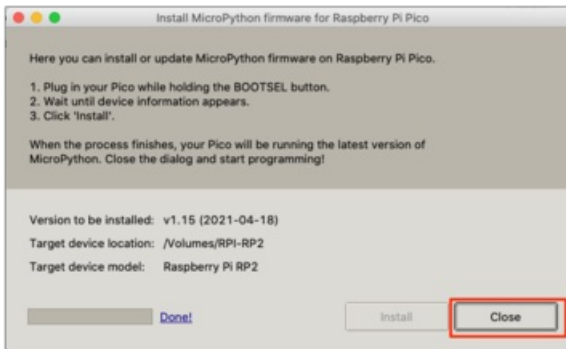 Install MicroPython firmware for Raspberry Pi Pico
Here you can install or update MicroPython firmware on Raspberry Pi Pico.
1. Plug in your Pico while holding the BOOTSEL button.
2. Wait until device information appears.
3. Click 'Install'.
When the process finishes, your Pico will be running the latest version of
MicroPython. Close the dialog and start programming!
Version to be installed: v1.15 (2021-04-18)
Target device location: /Volumes/RPI-RP2
Target device model: Raspberry Pi RP2
Done! Install Close